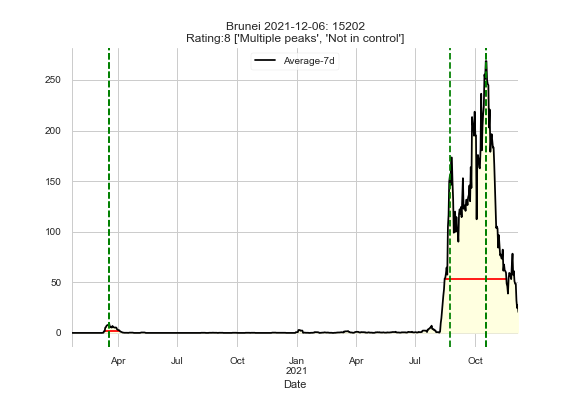 Brunei 2021-12-06: 15202
Rating:8 ['Multiple peaks', 'Not in control']
Average-7d
250
200
150
100
50
0
Apr
Jul
Oct
Jan
2021
Apr
Jul
Oct
Date